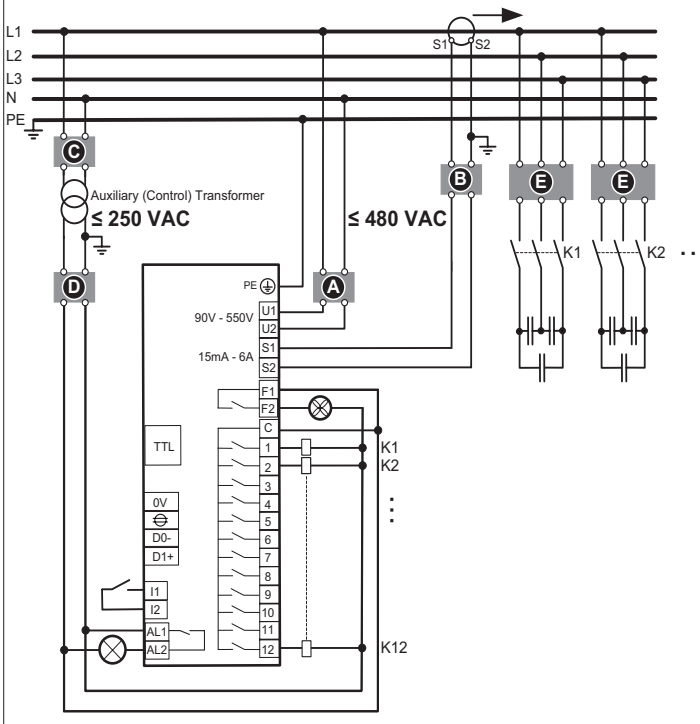 L1
S1 S2
L2
L3
N
PE
C
B
E
E
Auxiliary (Control) Transformer
≤ 250 VAC
≤ 480 VAC
K1
K2
D
A
PE
U1
90V - 550V
U2
S1
15mA - 6A
S2
F1
F2
C
TTL
1
K1
2
K2
3
0V
4
5
D0-
6
D1+
7
8
I1
9
I2
10
AL1
11
AL2
12
K12